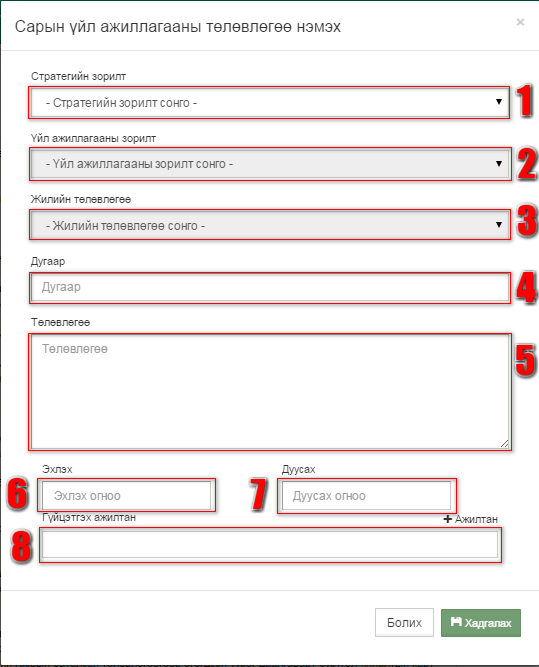 Сарын үйл ажиллагааны төлөвлөгөө нэмэх ×
Стратегийн зорилт
- Стратегийн зорилт сонго - 1
Үйл ажиллагааны зорилт
- Үйл ажиллагааны зорилт сонго - 2
Жилийн төлөвлөгөө
- Жилийн төлөвлөгөө сонго - 3
Дугаар
Дугаар 4
Төлөвлөгөө
Төлөвлөгөө 5
Эхлэх Дуусах
6 Эхлэх огноо 7 Дуусах огноо
Гүйцэтгэх ажилтан + Ажилтан
8
Болих Хадгалах